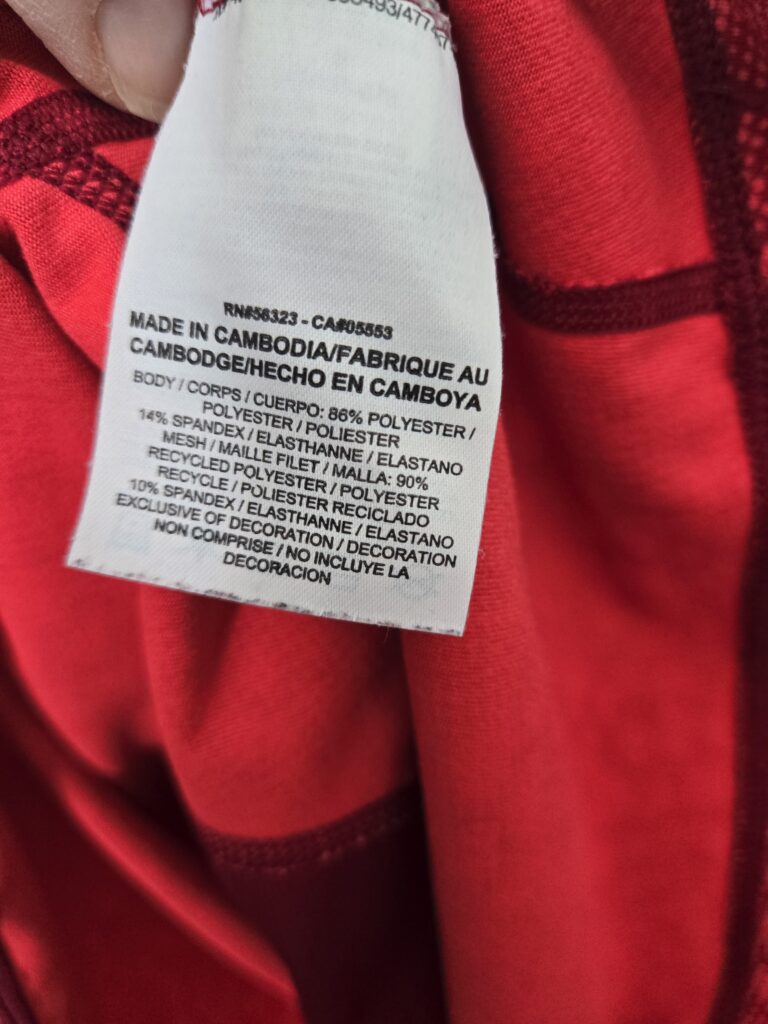 RN#56323 - CA#05553
MADE IN CAMBODIA/FABRIQUE AU
CAMBODGE/HECHO EN CAMBOYA
BODY / CORPS / CUERPO: 86% POLYESTER /
POLYESTER / POLIESTER
14% SPANDEX / ELASTHANNE / ELASTANO
MESH / MAILLE FILET / MALLA: 90%
RECYCLED POLYESTER / POLYESTER
RECYCLE / POLIESTER RECICLADO
10% SPANDEX / ELASTHANNE / ELASTANO
EXCLUSIVE OF DECORATION / DECORATION
NON COMPRISE / NO INCLUYE LA
DECORACION